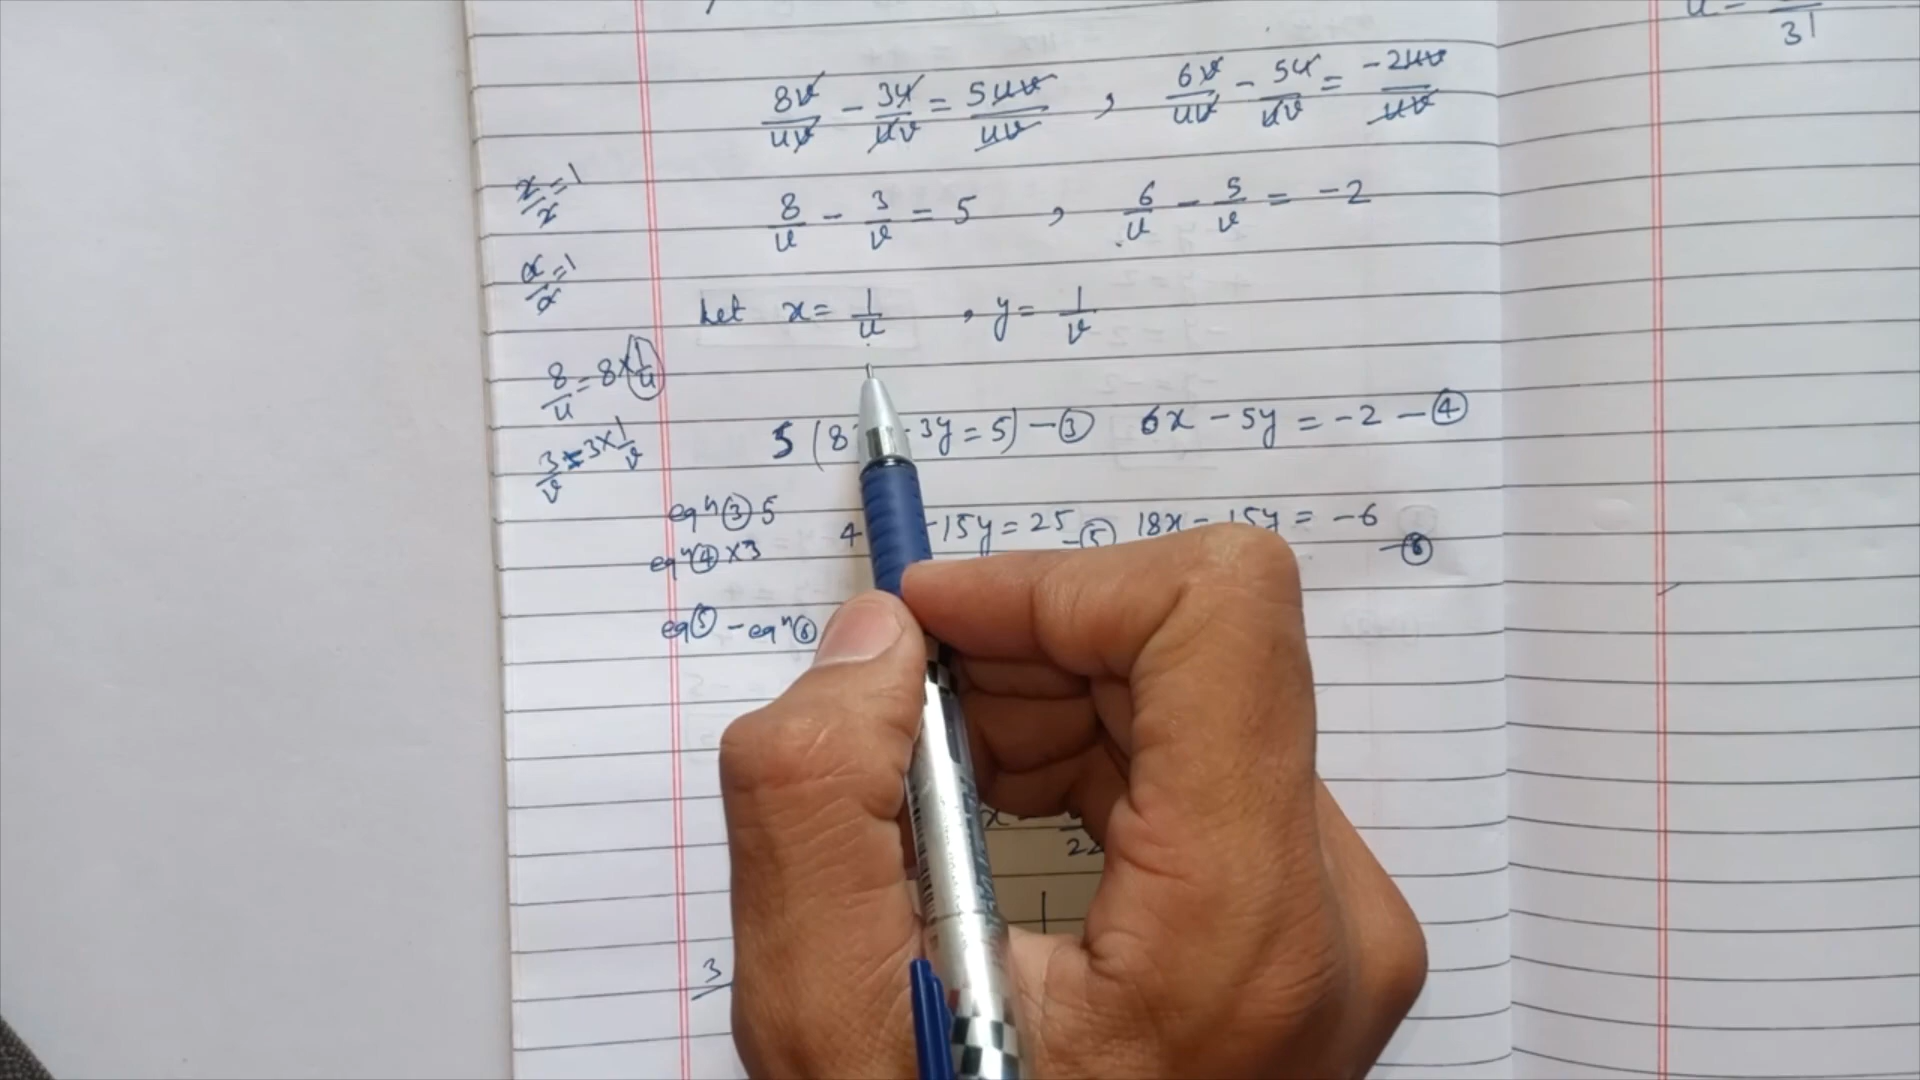 u = 31
8v/uv - 3u/uv = 5uv/uv , 6v/uv - 5u/uv = -2uv/uv
x/x = 1
8/u - 3/v = 5 , 6/u - 5/v = -2
α/α = 1
Let x = 1/u , y = 1/v
8/u = 8 × 1/u
5 (8 - 3y = 5) - ③ 6x - 5y = -2 - ④
3/v = 3 × 1/v
eqⁿ ③ 5
4 -15y = 25 - ⑤ 18x - 15y = -6
eqⁿ ④ × 3 - ⑥
eq ⑤ - eqⁿ ⑥
x =
22
3